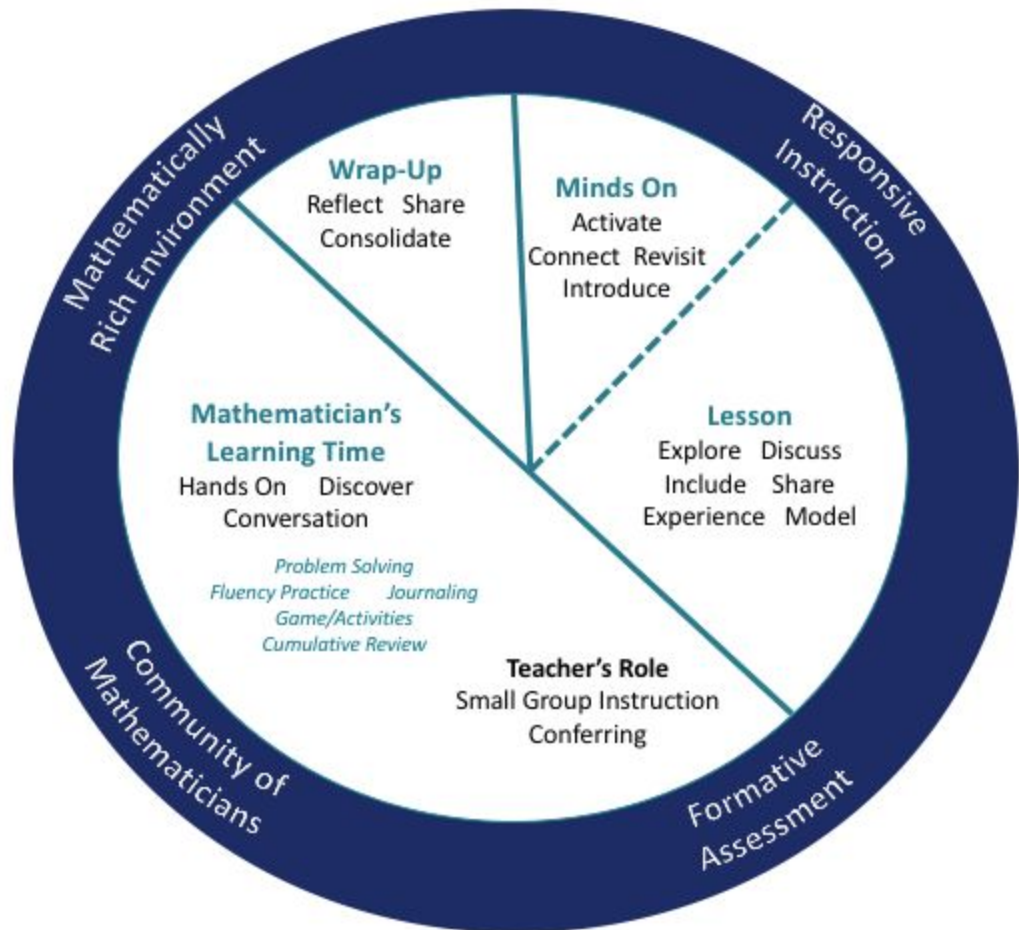 Mathematically
Rich Environment
Responsive
Instruction
Wrap-Up
Reflect Share
Consolidate
Minds On
Activate
Connect Revisit
Introduce
Mathematician’s
Learning Time
Hands On Discover
Conversation
Problem Solving
Fluency Practice Journaling
Game/Activities
Cumulative Review
Lesson
Explore Discuss
Include Share
Experience Model
Teacher’s Role
Small Group Instruction
Conferring
Community of
Mathematicians
Formative
Assessment